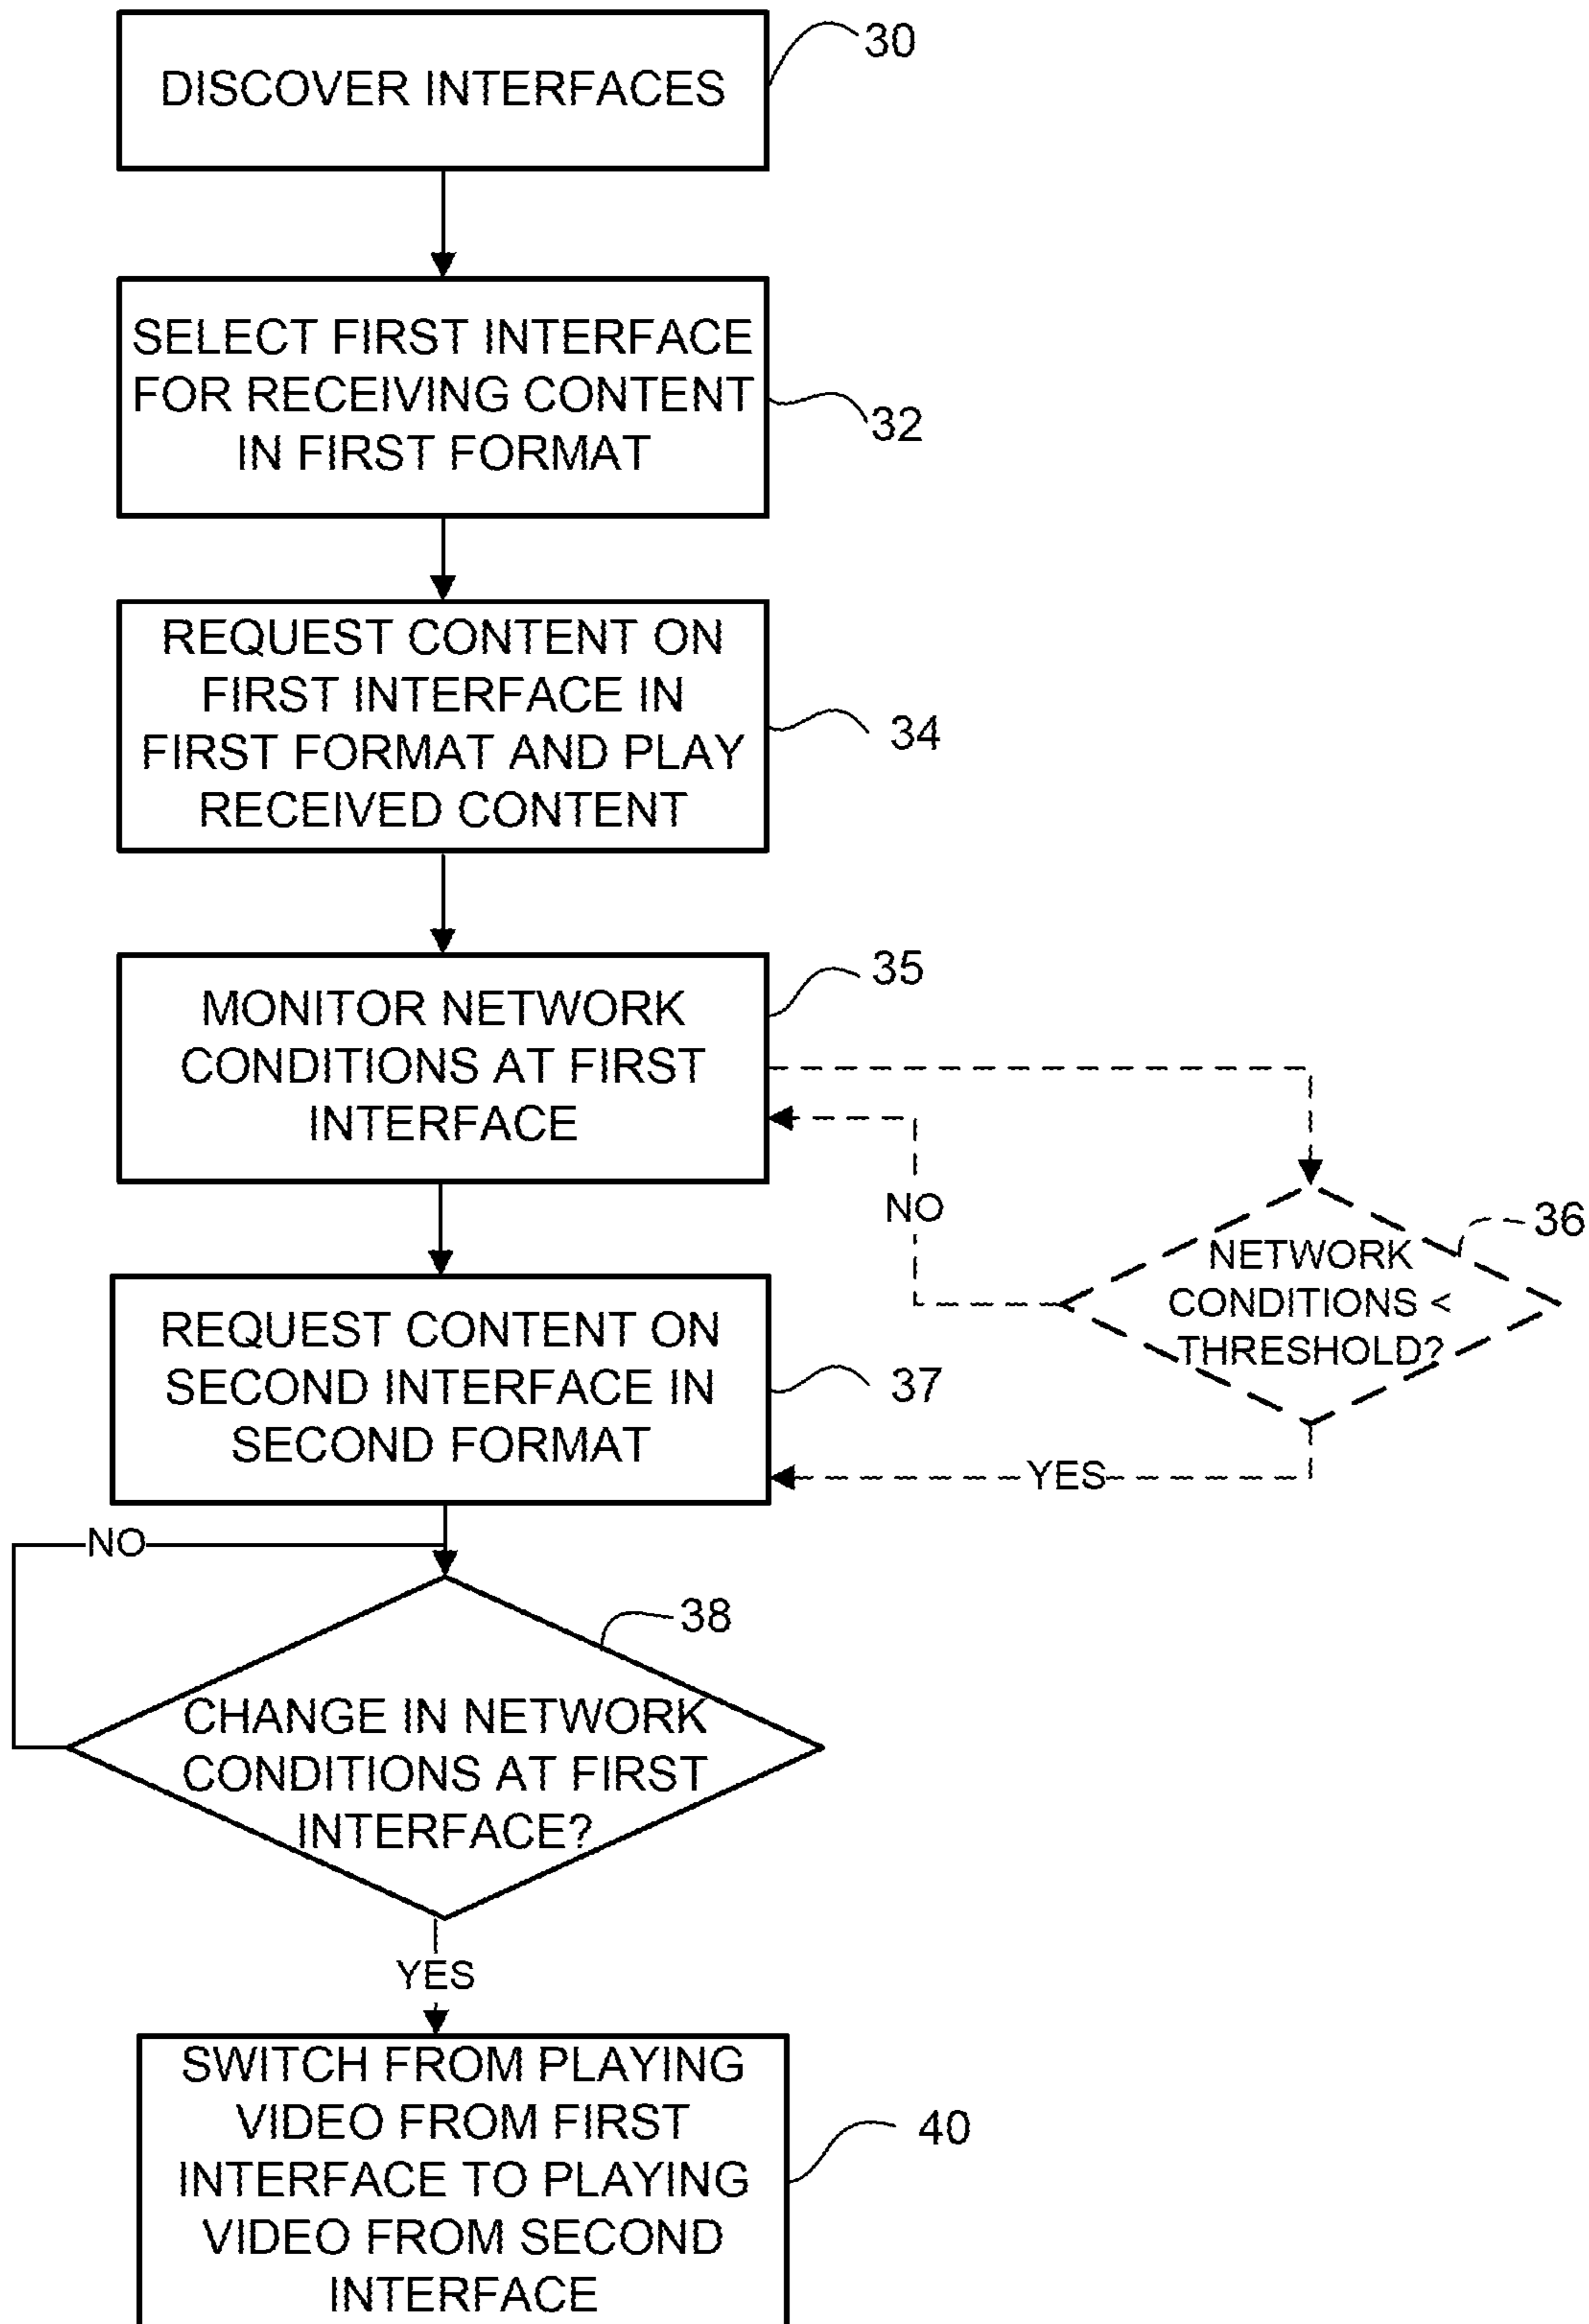 DISCOVER INTERFACES
30
SELECT FIRST INTERFACE
FOR RECEIVING CONTENT
IN FIRST FORMAT
32
REQUEST CONTENT ON
FIRST INTERFACE IN
FIRST FORMAT AND PLAY
RECEIVED CONTENT
34
MONITOR NETWORK
CONDITIONS AT FIRST
INTERFACE
35
NO
NETWORK
CONDITIONS <
THRESHOLD?
36
REQUEST CONTENT ON
SECOND INTERFACE IN
SECOND FORMAT
37
YES
NO
CHANGE IN NETWORK
CONDITIONS AT FIRST
INTERFACE?
38
YES
SWITCH FROM PLAYING
VIDEO FROM FIRST
INTERFACE TO PLAYING
VIDEO FROM SECOND
INTERFACE
40